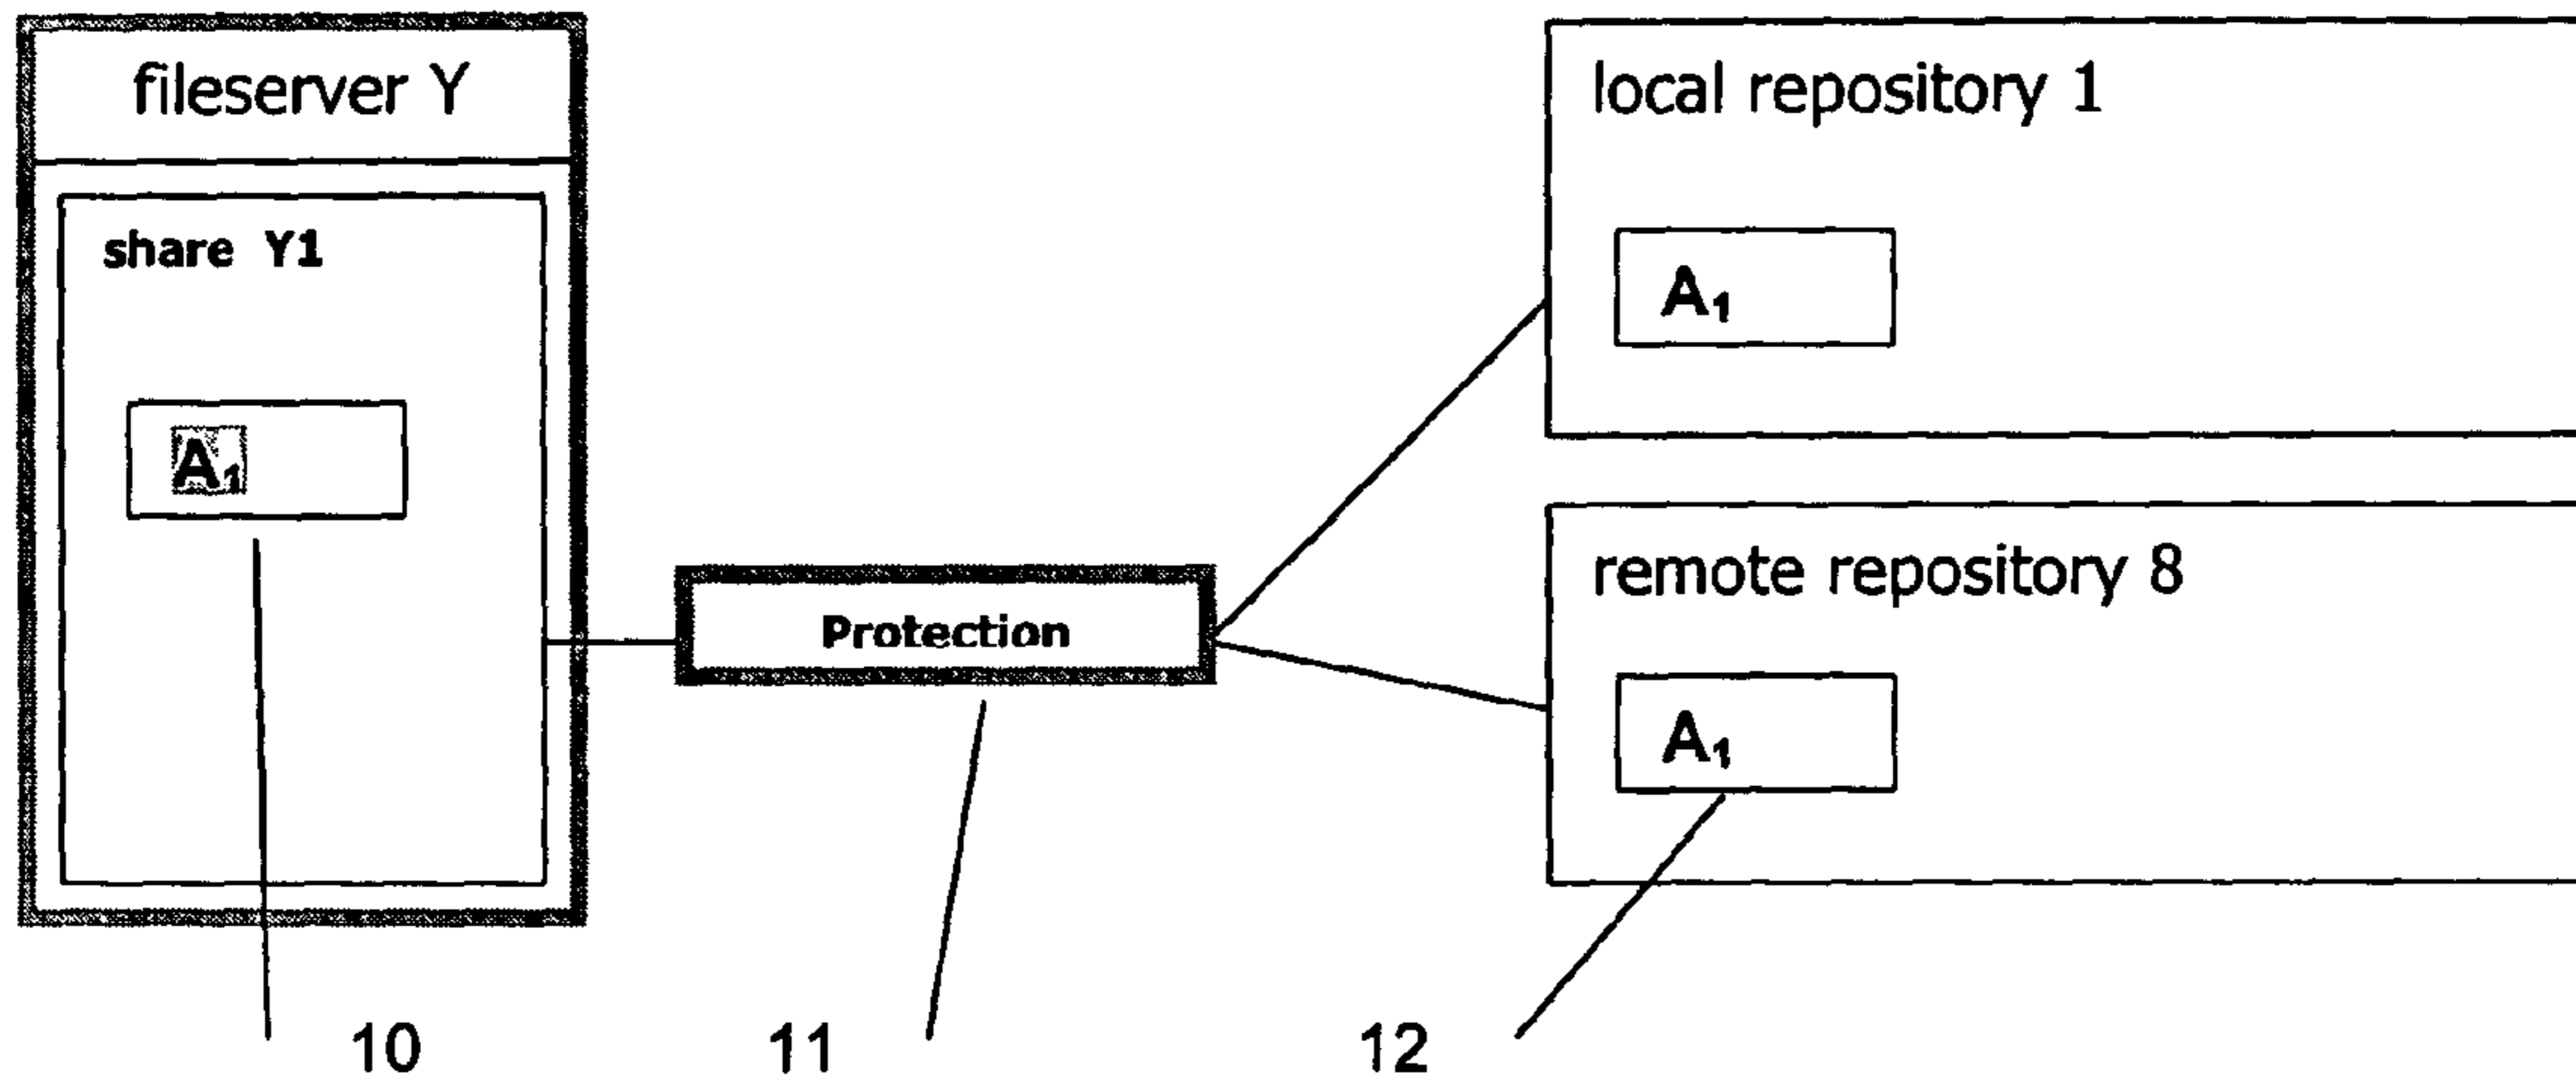 fileserver Y
share Y1
A₁
Protection
local repository 1
A₁
remote repository 8
A₁
10
11
12